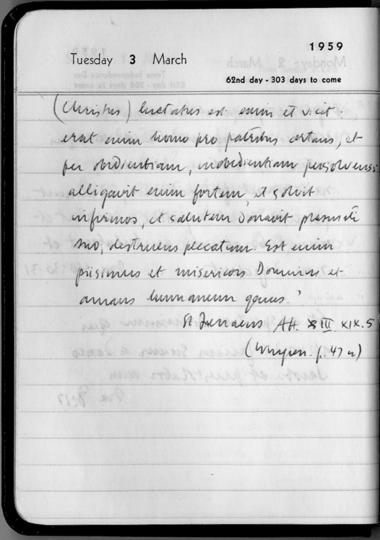 1959
Tuesday 3 March
62nd day - 303 days to come
(Christus) luctatus est enim et vicit
erat enim homo pro patribus certans, et
per obedientiam, inobedientiam persolvens
alligavit enim fortem, et solvit
infirmos, et salutem donavit plasmati
suo, destruens peccatum. Est enim
piissimus et misericors Dominus et
amans humanum genus.'
St Irenaeus AH. III XIX.5
(Wingren. p. 47 n)